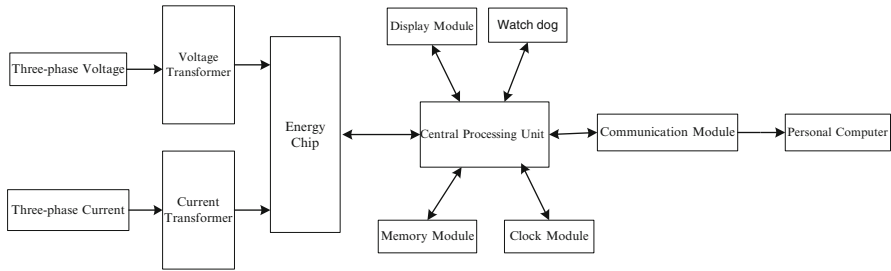 Three-phase Voltage
Voltage
Transformer
Three-phase Current
Current
Transformer
Energy
Chip
Display Module
Watch dog
Central Processing Unit
Memory Module
Clock Module
Communication Module
Personal Computer